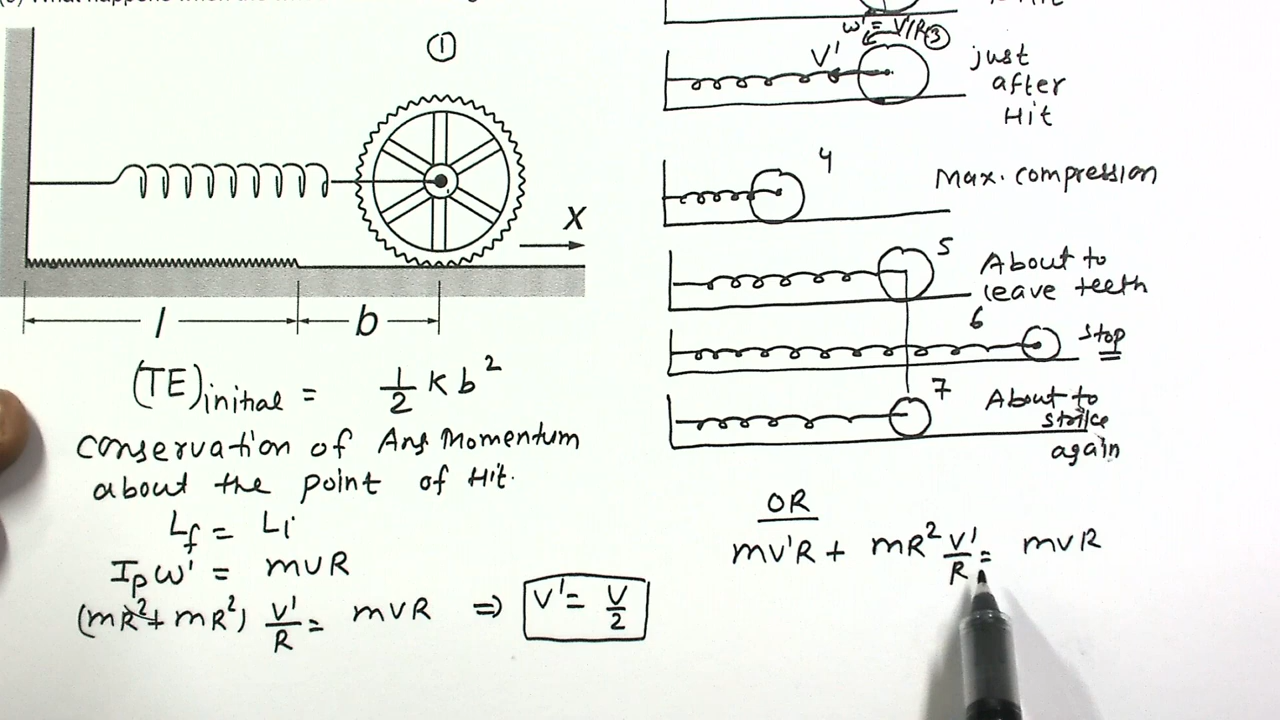 ①
x
l
b
(TE)initial = 1/2 K b²
conservation of Ang Momentum
about the point of Hit.
Lf = Li
Ip ω' = mvR
(mR² + mR²) V'/R = mvR ⇒ V' = V/2
ω' = V'/R ③
V'
just
after
Hit
4
Max. compression
5
About to
leave teeth
6
stop
7
About to
strike
again
OR
mv'R + mR² V'/R = mvR